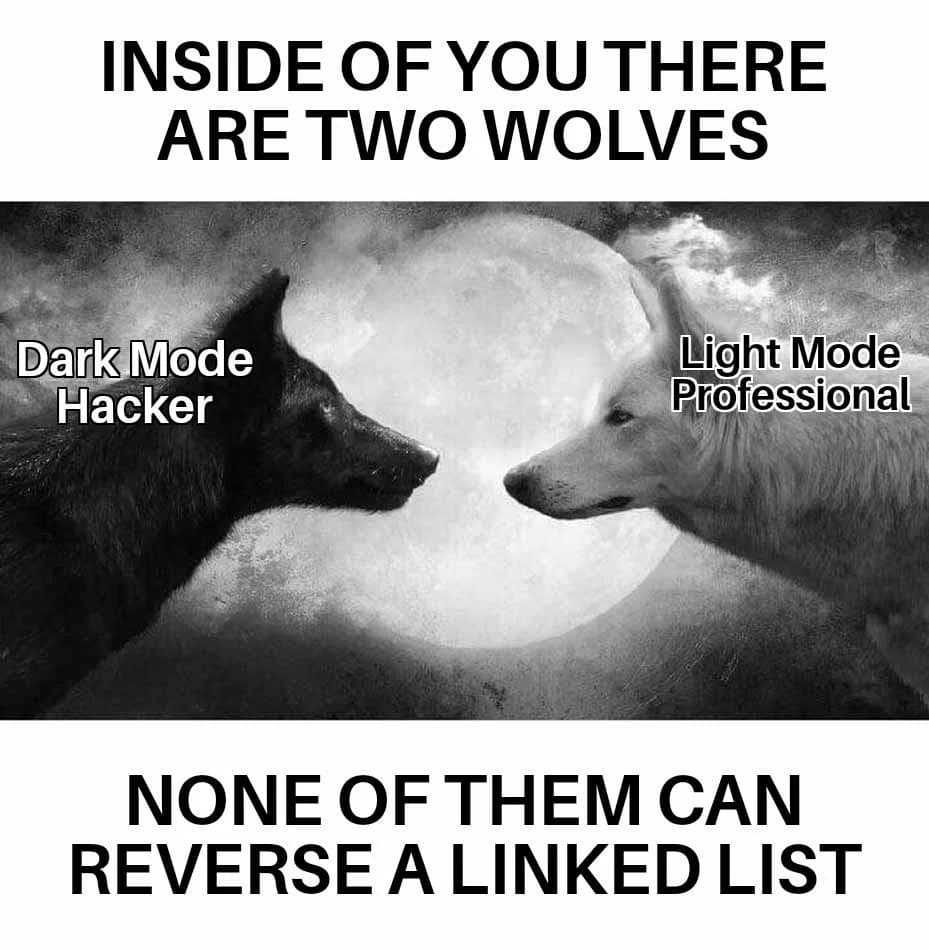 INSIDE OF YOU THERE
ARE TWO WOLVES
Dark Mode
Hacker
Light Mode
Professional
NONE OF THEM CAN
REVERSE A LINKED LIST